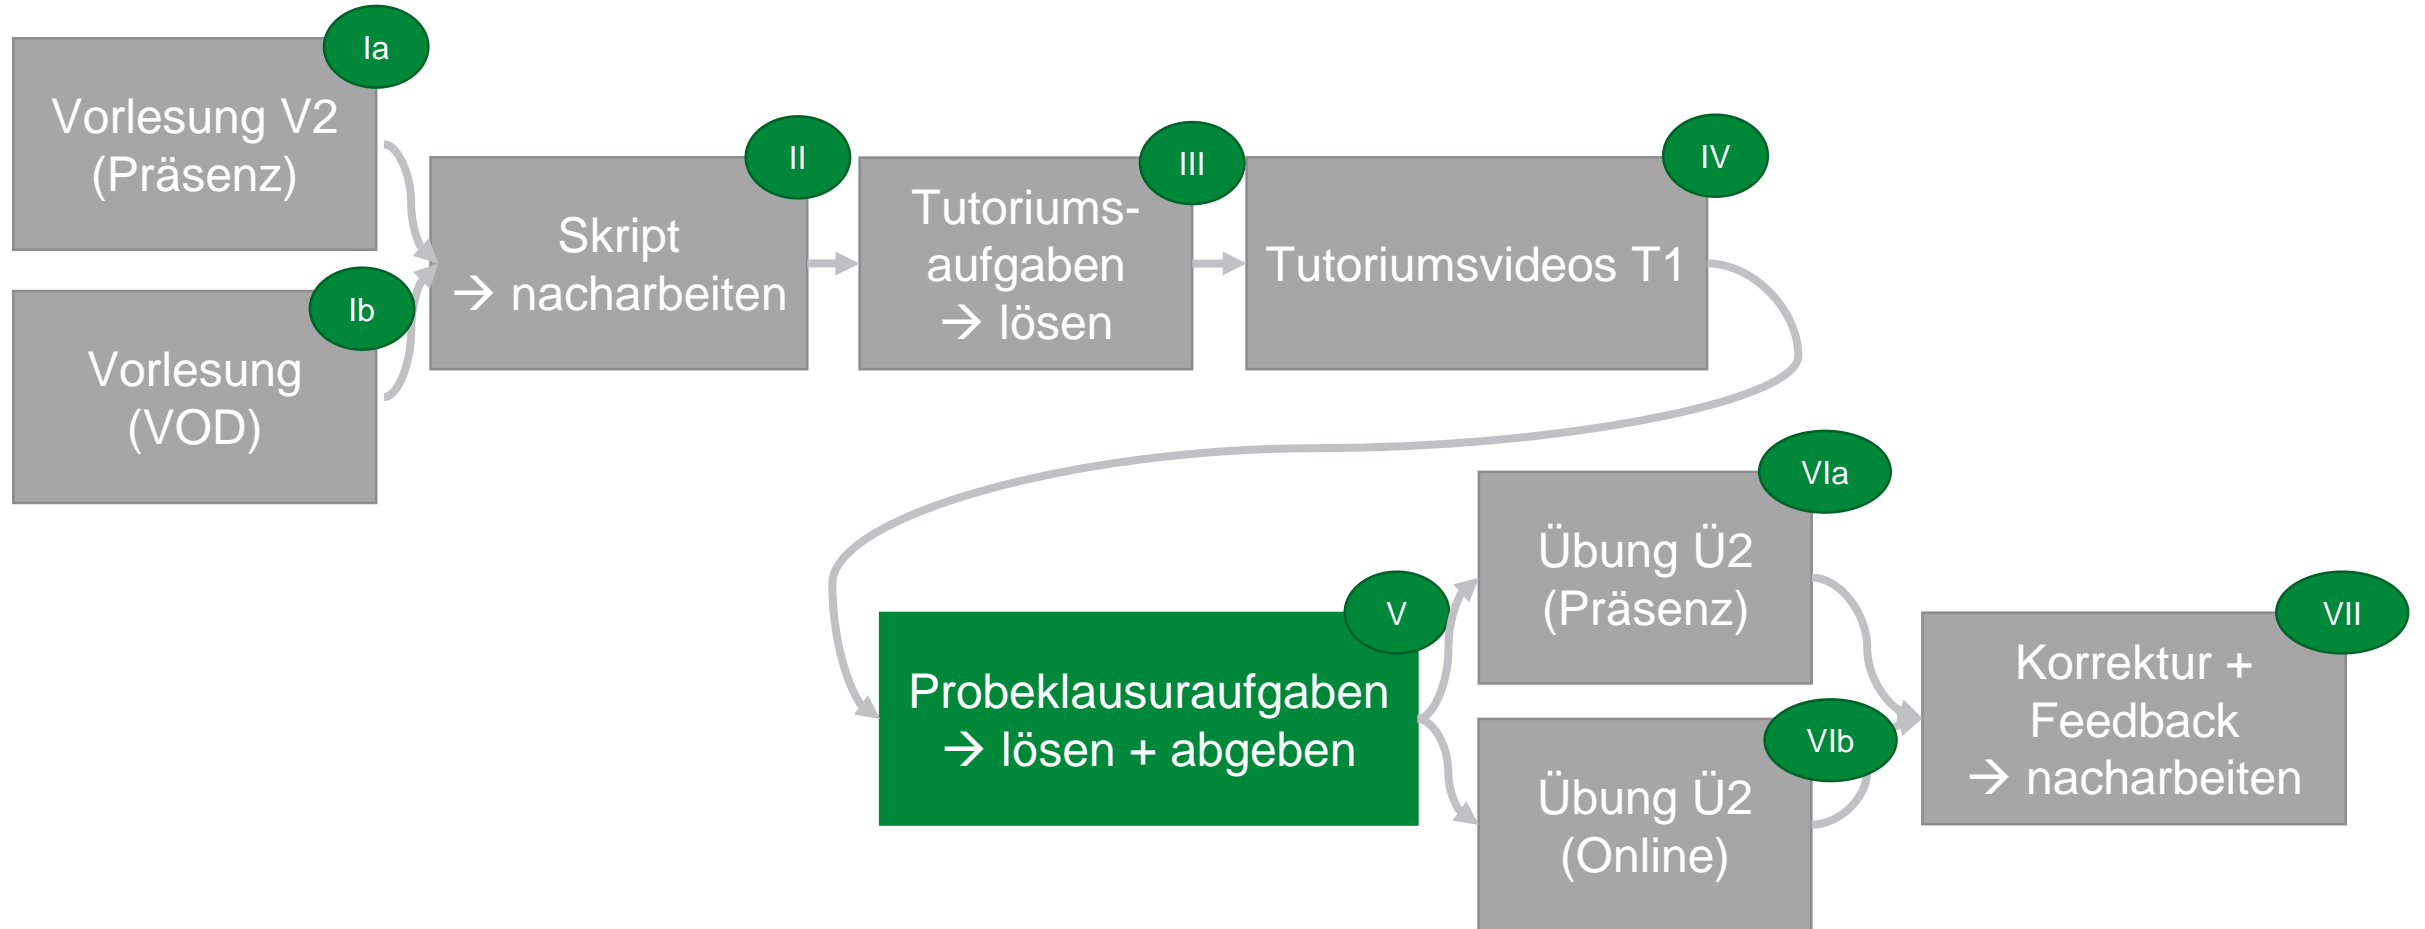 Ia
Vorlesung V2
(Präsenz)
Ib
Vorlesung
(VOD)
II
Skript
→ nacharbeiten
III
Tutoriums-
aufgaben
→ lösen
IV
Tutoriumsvideos T1
V
Probeklausuraufgaben
→ lösen + abgeben
VIa
Übung Ü2
(Präsenz)
VIb
Übung Ü2
(Online)
VII
Korrektur +
Feedback
→ nacharbeiten